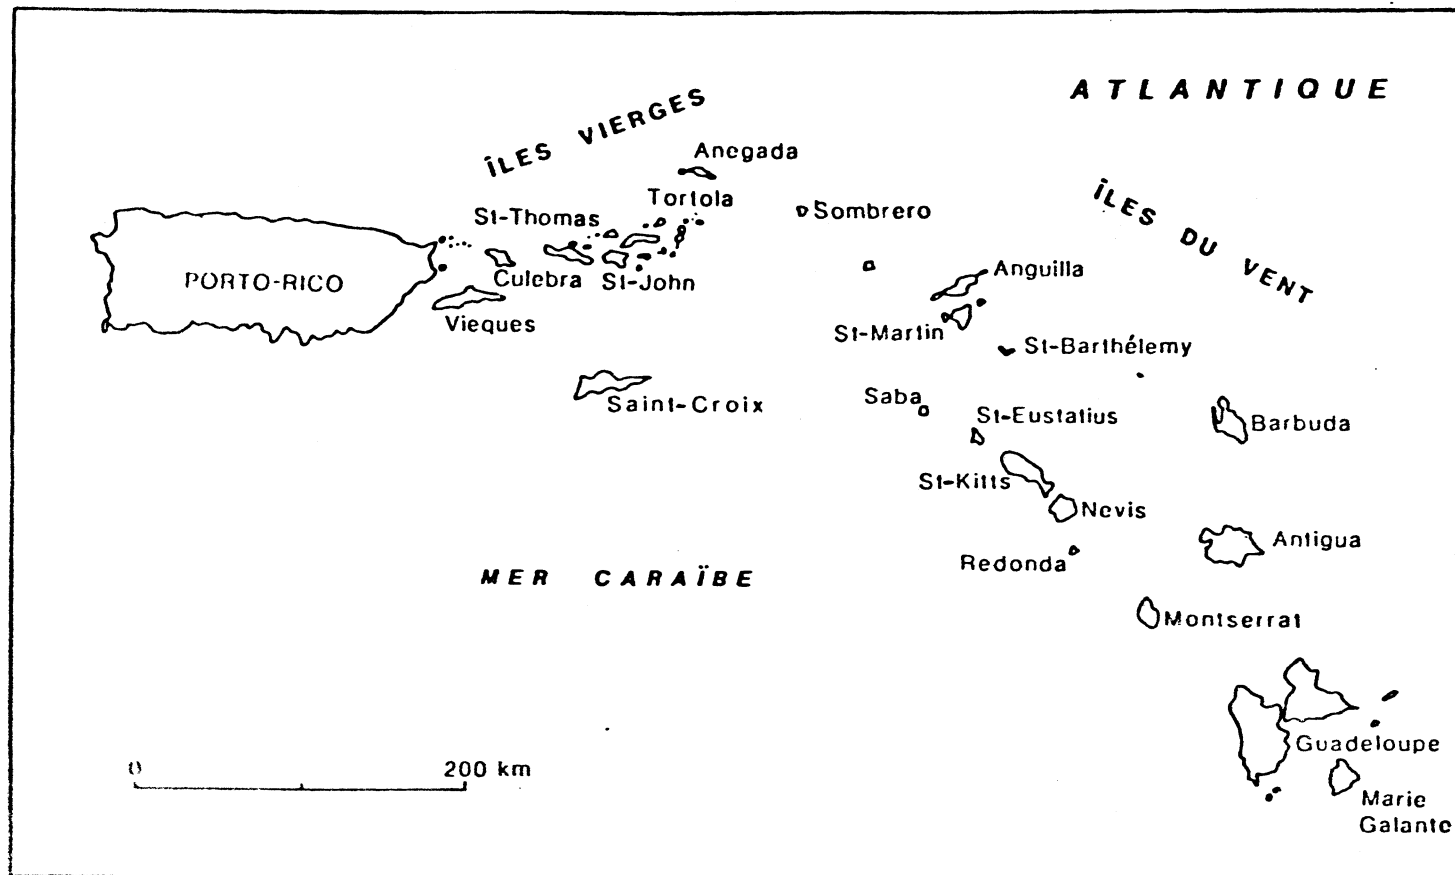 ATLANTIQUE
ÎLES VIERGES
Anegada
Tortola
ÎLES DU VENT
St-Thomas
Sombrero
PORTO-RICO
Culebra
St-John
Anguilla
Vieques
St-Martin
St-Barthélemy
Saint-Croix
Saba
St-Eustatius
Barbuda
St-Kitts
Nevis
Antigua
Redonda
MER CARAÏBE
Montserrat
Guadeloupe
0 200 km
Marie
Galante